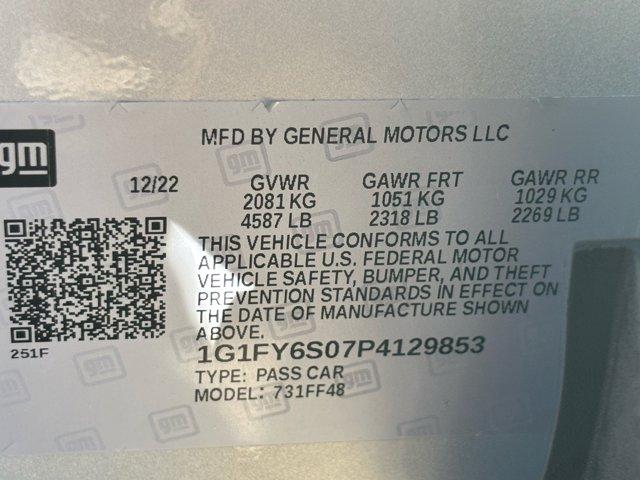 gm
MFD BY GENERAL MOTORS LLC
12/22 GVWR GAWR FRT GAWR RR
2081 KG 1051 KG 1029 KG
4587 LB 2318 LB 2269 LB
THIS VEHICLE CONFORMS TO ALL
APPLICABLE U.S. FEDERAL MOTOR
VEHICLE SAFETY, BUMPER, AND THEFT
PREVENTION STANDARDS IN EFFECT ON
THE DATE OF MANUFACTURE SHOWN
ABOVE.
251F
1G1FY6S07P4129853
TYPE: PASS CAR
MODEL: 731FF48